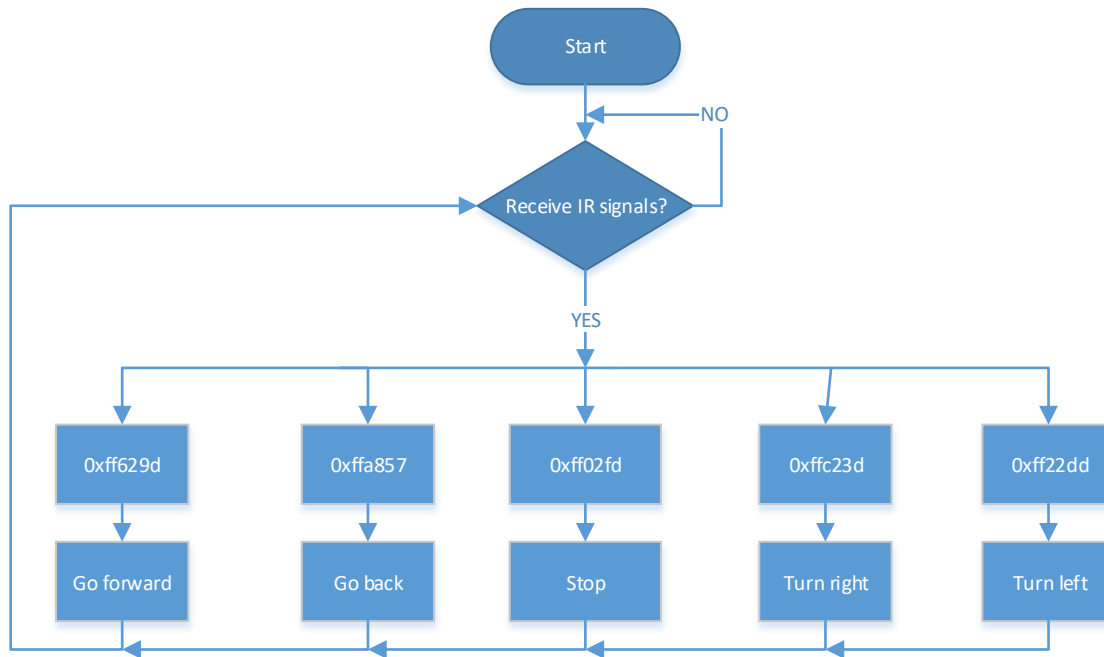 Start
NO
Receive IR signals?
YES
0xff629d
0xffa857
0xff02fd
0xffc23d
0xff22dd
Go forward
Go back
Stop
Turn right
Turn left